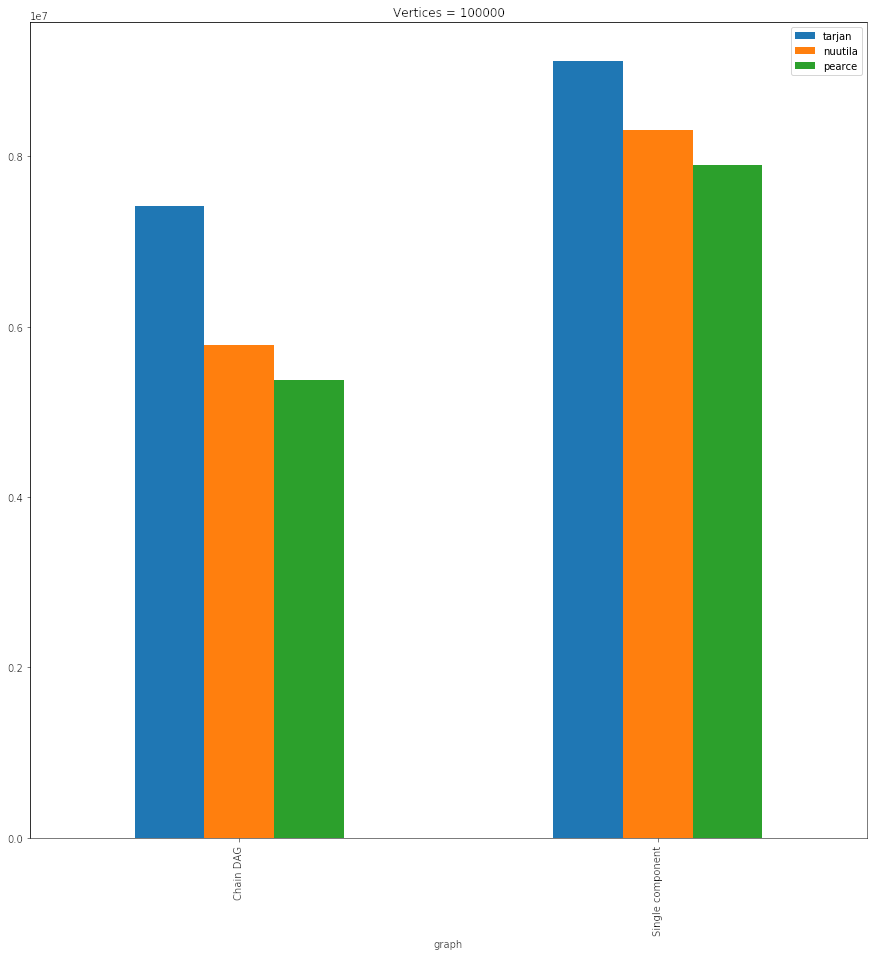 Vertices = 100000
1e7
tarjan
nuutila
pearce
0.8
0.6
0.4
0.2
0.0
Chain DAG
Single component
graph